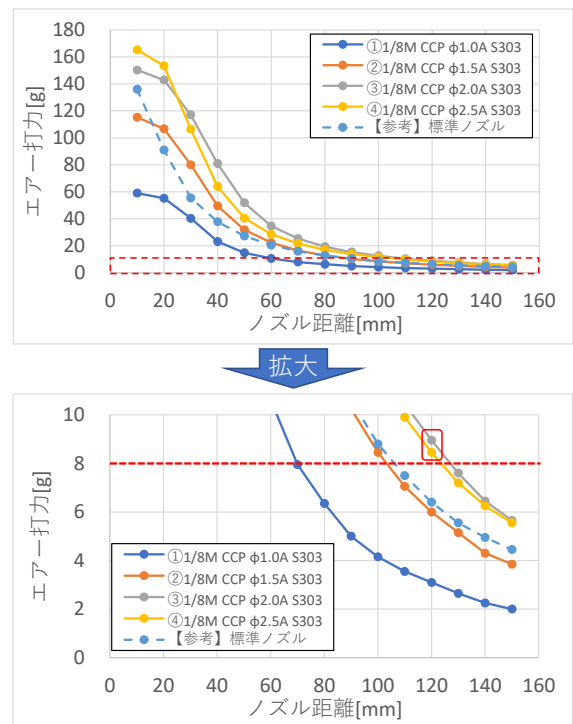 180
160
140
120
100
80
60
40
20
0
エアー打力[g]
①1/8M CCP φ1.0A S303
②1/8M CCP φ1.5A S303
③1/8M CCP φ2.0A S303
④1/8M CCP φ2.5A S303
【参考】標準ノズル
0 20 40 60 80 100 120 140 160
ノズル距離[mm]
拡大
10
8
6
4
2
0
エアー打力[g]
①1/8M CCP φ1.0A S303
②1/8M CCP φ1.5A S303
③1/8M CCP φ2.0A S303
④1/8M CCP φ2.5A S303
【参考】標準ノズル
0 20 40 60 80 100 120 140 160
ノズル距離[mm]